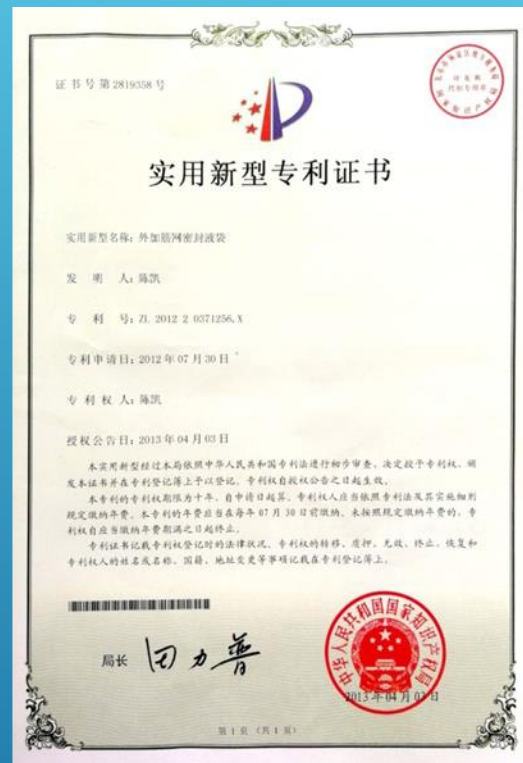 证书号第2819358号
实用新型专利证书
实用新型名称：外加筋网密封液袋
发 明 人：陈凯
专 利 号：ZL 2012 2 0371256.X
专利申请日：2012年07月30日
专 利 权 人：陈凯
授权公告日：2013年04月03日
本实用新型经过本局依照中华人民共和国专利法进行初步审查，决定授予专利权，颁
发本证书并在专利登记簿上予以登记。专利权自授权公告之日起生效。
本专利的专利权期限为十年，自申请日起算。专利权人应当依照专利法及其实施细则
规定缴纳年费。本专利的年费应当在每年07月30日前缴纳。未按照规定缴纳年费的，专
利权自应当缴纳年费期满之日起终止。
专利证书记载专利权登记时的法律状况。专利权的转移、质押、无效、终止、恢复和
专利权人的姓名或名称、国籍、地址变更等事项记载在专利登记簿上。
局长 田力普
中华人民共和国国家知识产权局
2013年04月03日
第1页（共1页）